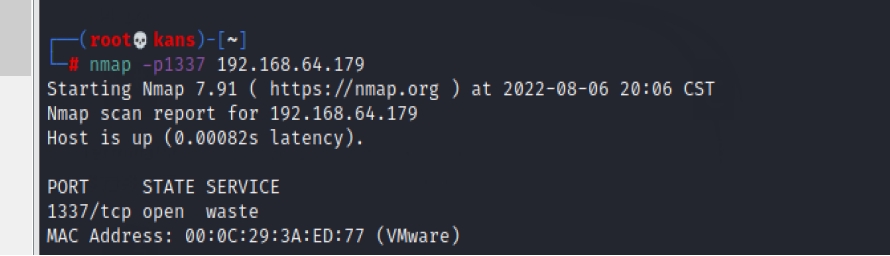 ┌──(root💀kans)-[~]
└─# nmap -p1337 192.168.64.179
Starting Nmap 7.91 ( https://nmap.org ) at 2022-08-06 20:06 CST
Nmap scan report for 192.168.64.179
Host is up (0.00082s latency).

PORT     STATE SERVICE
1337/tcp open  waste
MAC Address: 00:0C:29:3A:ED:77 (VMware)